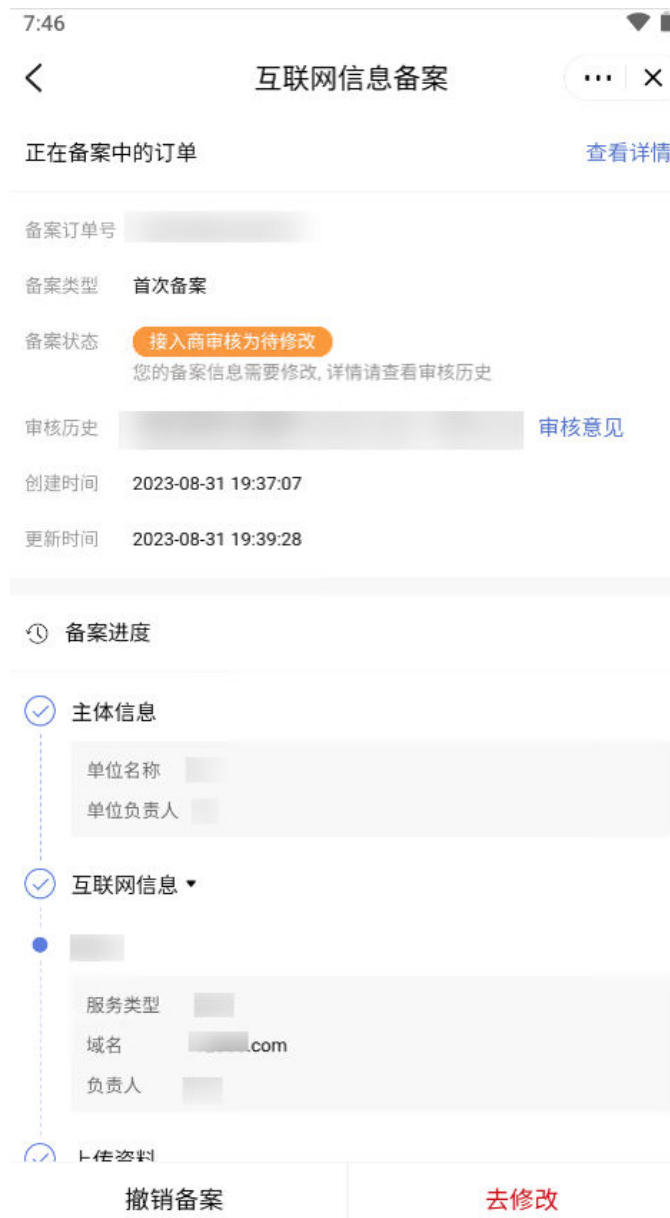 7:46
互联网信息备案
正在备案中的订单 查看详情
备案订单号
备案类型 首次备案
备案状态 接入商审核为待修改
您的备案信息需要修改, 详情请查看审核历史
审核历史 审核意见
创建时间 2023-08-31 19:37:07
更新时间 2023-08-31 19:39:28
备案进度
主体信息
单位名称
单位负责人
互联网信息
服务类型
域名 .com
负责人
上传资料
撤销备案 去修改